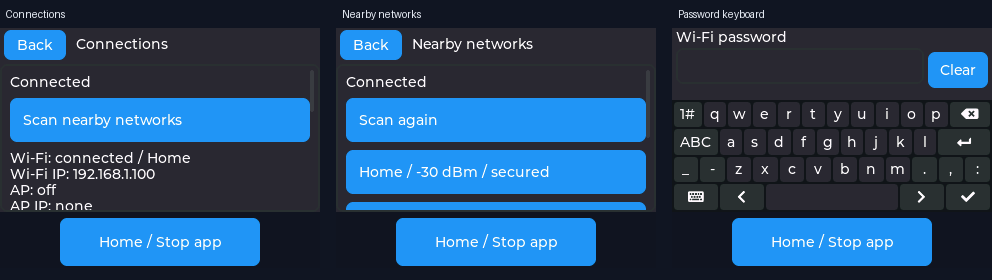 Connections
Back Connections
Connected
Scan nearby networks
Wi-Fi: connected / Home
Wi-Fi IP: 192.168.1.100
AP: off
AP IP: none
Home / Stop app
Nearby networks
Back Nearby networks
Connected
Scan again
Home / -30 dBm / secured
Home / Stop app
Password keyboard
Wi-Fi password
Clear
1# q w e r t y u i o p
ABC a s d f g h j k l
_ - z x c v b n m . , :
Home / Stop app